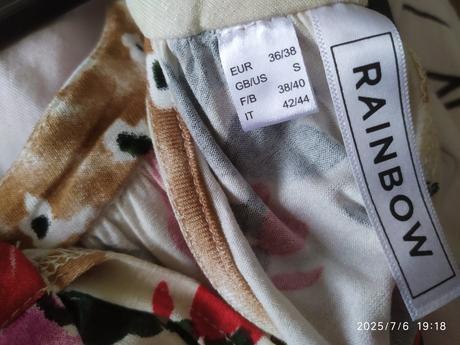 EUR 36/38
GB/US S
F/B 38/40
IT 42/44
RAINBOW
2025/7/6 19:18